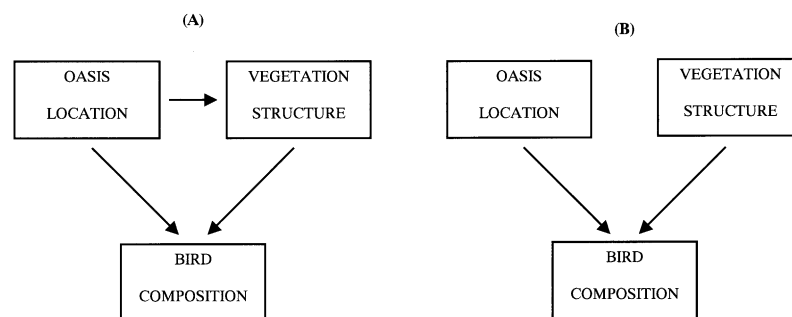 (A)
OASIS
LOCATION
VEGETATION
STRUCTURE
BIRD
COMPOSITION
(B)
OASIS
LOCATION
VEGETATION
STRUCTURE
BIRD
COMPOSITION